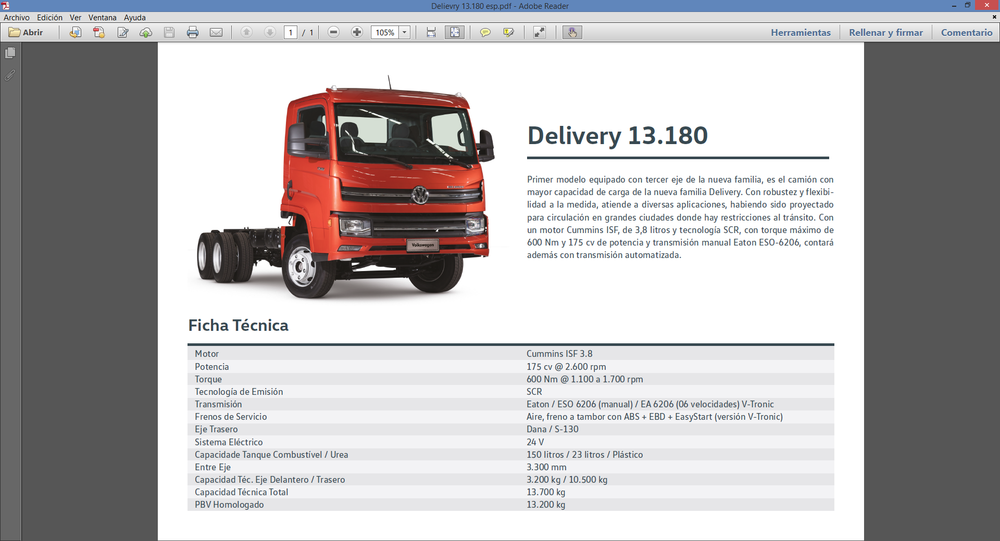 Delievry 13.180 esp.pdf - Adobe Reader
Archivo Edición Ver Ventana Ayuda
Abrir 1 / 1 105% Herramientas Rellenar y firmar Comentario
Delivery 13.180
Primer modelo equipado con tercer eje de la nueva familia, es el camión con
mayor capacidad de carga de la nueva familia Delivery. Con robustez y flexibi-
lidad a la medida, atiende a diversas aplicaciones, habiendo sido proyectado
para circulación en grandes ciudades donde hay restricciones al tránsito. Con
un motor Cummins ISF, de 3,8 litros y tecnología SCR, con torque máximo de
600 Nm y 175 cv de potencia y transmisión manual Eaton ESO-6206, contará
además con transmisión automatizada.
Volkswagen
Ficha Técnica
Motor Cummins ISF 3.8
Potencia 175 cv @ 2.600 rpm
Torque 600 Nm @ 1.100 a 1.700 rpm
Tecnología de Emisión SCR
Transmisión Eaton / ESO 6206 (manual) / EA 6206 (06 velocidades) V-Tronic
Frenos de Servicio Aire, freno a tambor con ABS + EBD + EasyStart (versión V-Tronic)
Eje Trasero Dana / S-130
Sistema Eléctrico 24 V
Capacidade Tanque Combustível / Urea 150 litros / 23 litros / Plástico
Entre Eje 3.300 mm
Capacidad Téc. Eje Delantero / Trasero 3.200 kg / 10.500 kg
Capacidad Técnica Total 13.700 kg
PBV Homologado 13.200 kg